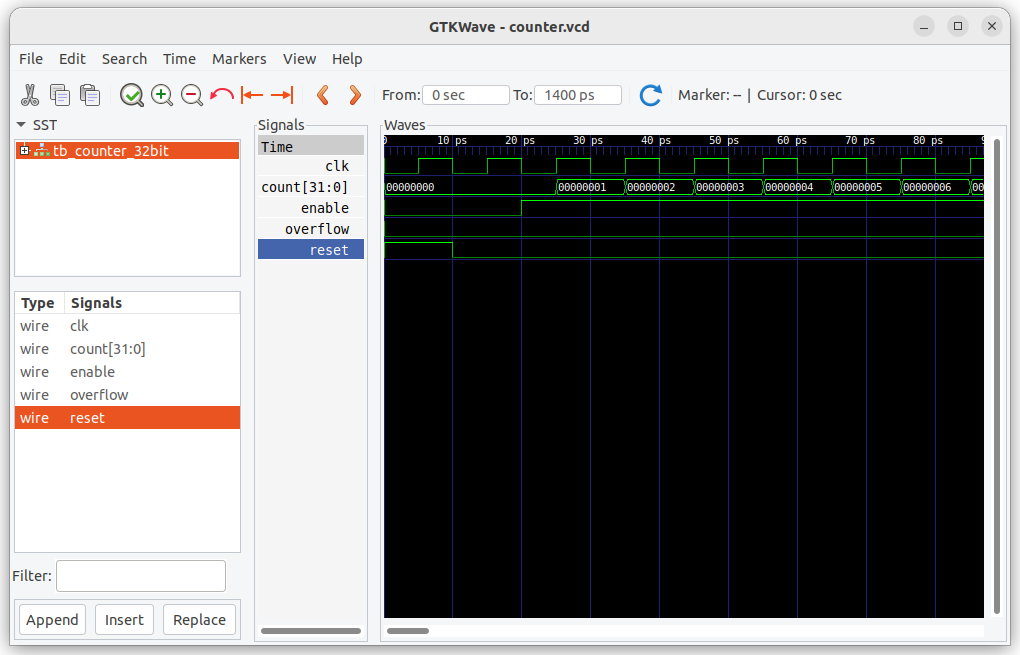 GTKWave - counter.vcd
File Edit Search Time Markers View Help
From: 0 sec To: 1400 ps Marker: -- | Cursor: 0 sec
SST
tb_counter_32bit
Type Signals
wire clk
wire count[31:0]
wire enable
wire overflow
wire reset
Filter:
Append Insert Replace
Signals
Time
clk
count[31:0]
enable
overflow
reset
Waves
0 10 ps 20 ps 30 ps 40 ps 50 ps 60 ps 70 ps 80 ps
00000000 00000001 00000002 00000003 00000004 00000005 00000006 00